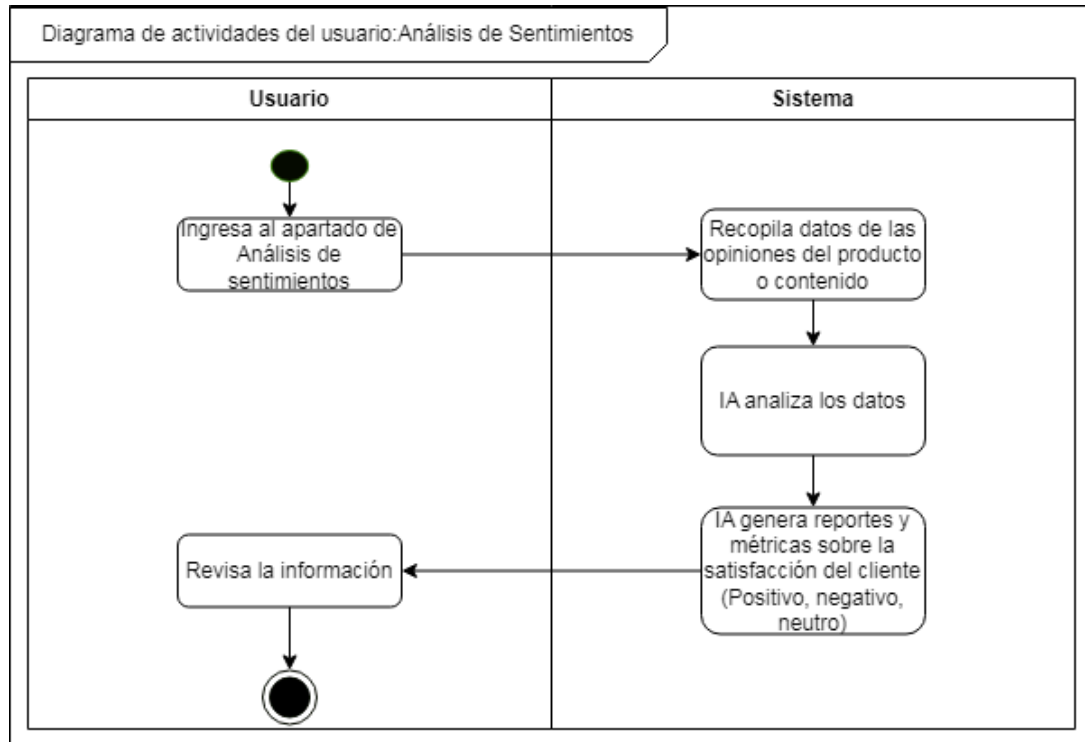 Diagrama de actividades del usuario:Análisis de Sentimientos
Usuario
Sistema
Ingresa al apartado de
Análisis de
sentimientos
Recopila datos de las
opiniones del producto
o contenido
IA analiza los datos
IA genera reportes y
métricas sobre la
satisfacción del cliente
(Positivo, negativo,
neutro)
Revisa la información